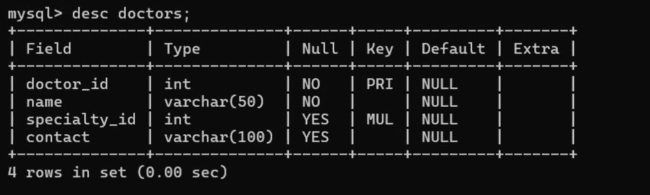 mysql> desc doctors;
+--------------+--------------+------+-----+---------+-------+
| Field        | Type         | Null | Key | Default | Extra |
+--------------+--------------+------+-----+---------+-------+
| doctor_id    | int          | NO   | PRI | NULL    |       |
| name         | varchar(50)  | NO   |     | NULL    |       |
| specialty_id | int          | YES  | MUL | NULL    |       |
| contact      | varchar(100) | YES  |     | NULL    |       |
+--------------+--------------+------+-----+---------+-------+
4 rows in set (0.00 sec)